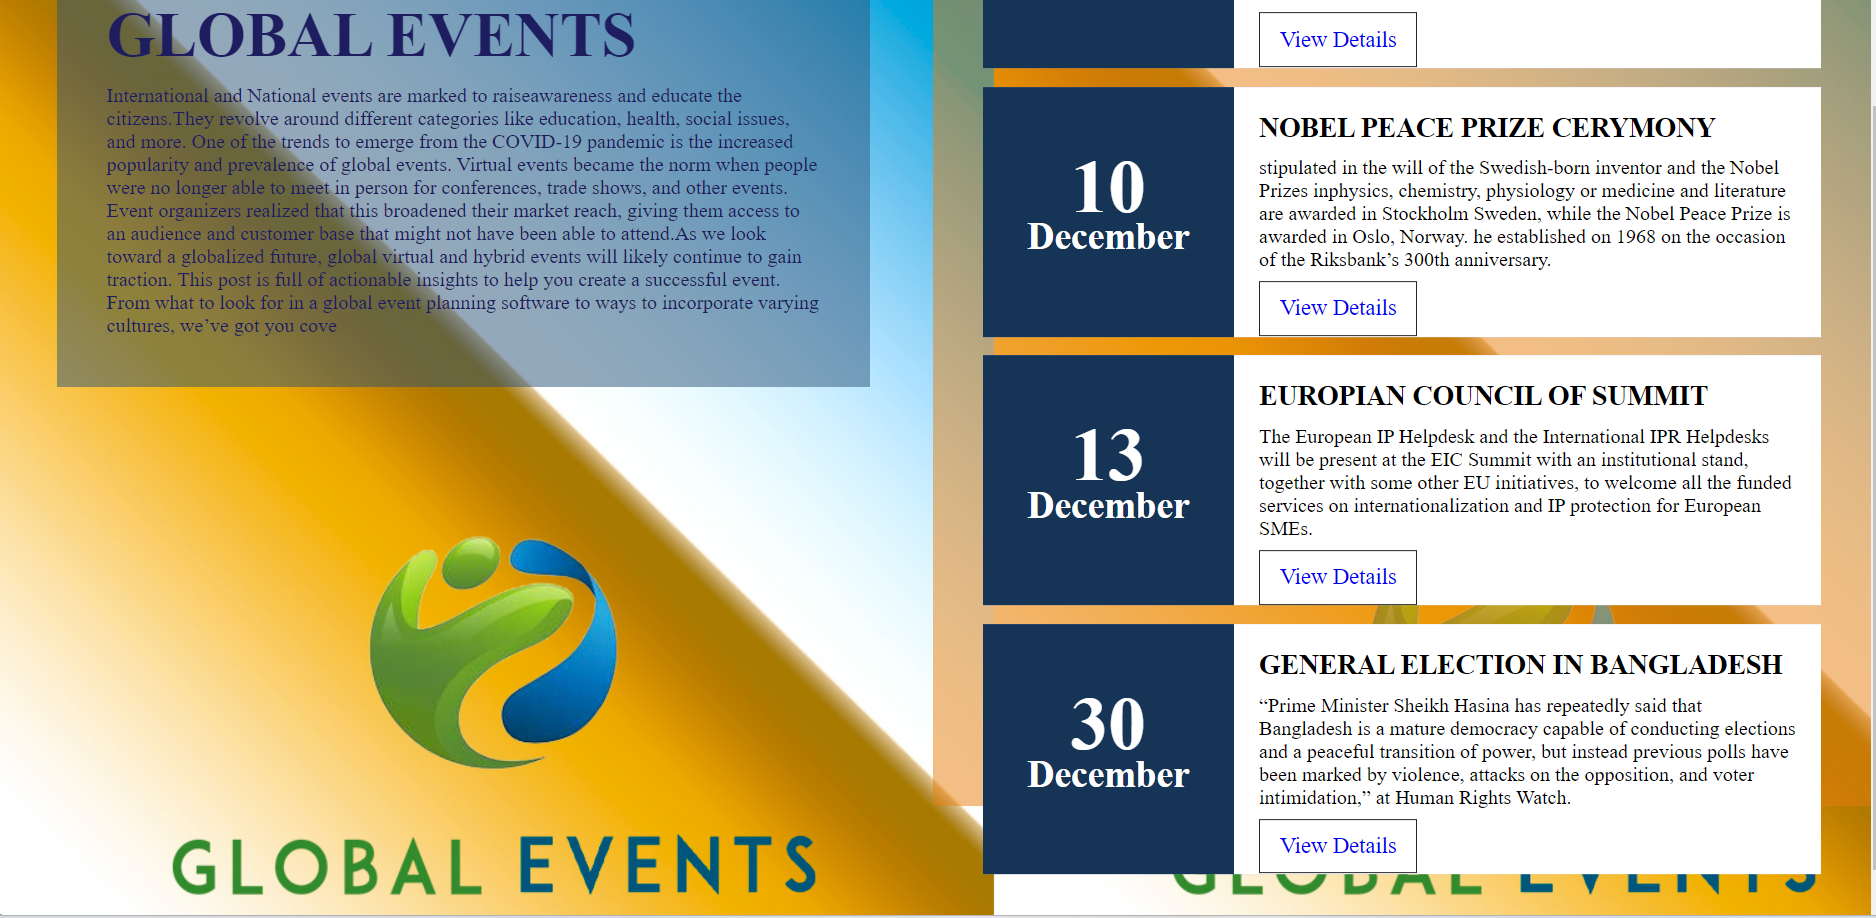 GLOBAL EVENTS
International and National events are marked to raiseawareness and educate the
citizens.They revolve around different categories like education, health, social issues,
and more. One of the trends to emerge from the COVID-19 pandemic is the increased
popularity and prevalence of global events. Virtual events became the norm when people
were no longer able to meet in person for conferences, trade shows, and other events.
Event organizers realized that this broadened their market reach, giving them access to
an audience and customer base that might not have been able to attend.As we look
toward a globalized future, global virtual and hybrid events will likely continue to gain
traction. This post is full of actionable insights to help you create a successful event.
From what to look for in a global event planning software to ways to incorporate varying
cultures, we’ve got you cove
GLOBAL EVENTS
View Details
10
December
NOBEL PEACE PRIZE CERYMONY
stipulated in the will of the Swedish-born inventor and the Nobel
Prizes inphysics, chemistry, physiology or medicine and literature
are awarded in Stockholm Sweden, while the Nobel Peace Prize is
awarded in Oslo, Norway. he established on 1968 on the occasion
of the Riksbank’s 300th anniversary.
View Details
13
December
EUROPIAN COUNCIL OF SUMMIT
The European IP Helpdesk and the International IPR Helpdesks
will be present at the EIC Summit with an institutional stand,
together with some other EU initiatives, to welcome all the funded
services on internationalization and IP protection for European
SMEs.
View Details
30
December
GENERAL ELECTION IN BANGLADESH
“Prime Minister Sheikh Hasina has repeatedly said that
Bangladesh is a mature democracy capable of conducting elections
and a peaceful transition of power, but instead previous polls have
been marked by violence, attacks on the opposition, and voter
intimidation,” at Human Rights Watch.
View Details
GLOBAL EVENTS